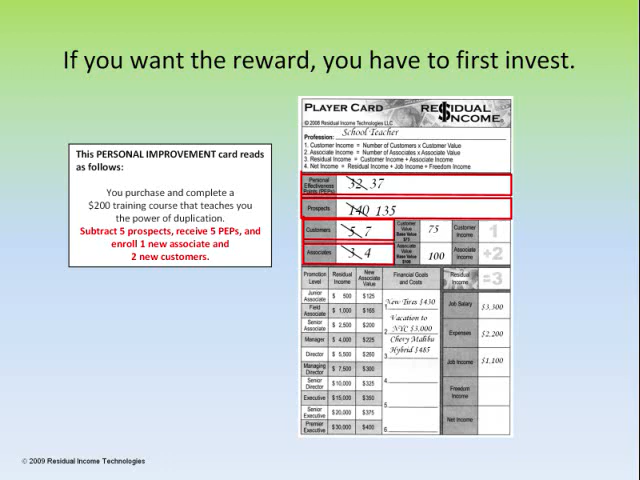 If you want the reward, you have to first invest.
This PERSONAL IMPROVEMENT card reads
as follows:
You purchase and complete a
$200 training course that teaches you
the power of duplication.
Subtract 5 prospects, receive 5 PEPs, and
enroll 1 new associate and
2 new customers.
PLAYER CARD
RE$IDUAL
INCOME
© 2008 Residual Income Technologies LLC
Profession: School Teacher
1. Customer Income = Number of Customers x Customer Value
2. Associate Income = Number of Associates x Associate Value
3. Residual Income = Customer Income + Associate Income
4. Net Income = Residual Income + Job Income + Freedom Income
Personal
Effectiveness
Points (PEPs)
32 37
Prospects
140 135
Customers
5 7
Customer
Value
Base Value
75
Customer
Income
1
Associates
3 4
Associate
Value
Base Value
$100
100
Associate
Income
+2
Promotion
Level
Residual
Income
New
Associate
Value
Financial Goals
and Costs
Residual
Income
=3
Junior
Associate
$ 500
$125
1. New Tires $430
Field
Associate
$ 1,000
$165
Vacation to
Senior
Associate
$ 2,500
$200
2. NYC $3,000
Manager
$ 4,000
$225
Chevy Malibu
Director
$ 5,500
$260
3. Hybrid $485
Managing
Director
$ 7,500
$300
Senior
Director
$10,000
$325
4.
Executive
$15,000
$350
5.
Senior
Executive
$20,000
$375
Premier
Executive
$30,000
$400
6.
Job Salary
$3,300
Expenses
$2,200
Job Income
$1,100
Freedom
Income
Net Income
© 2009 Residual Income Technologies